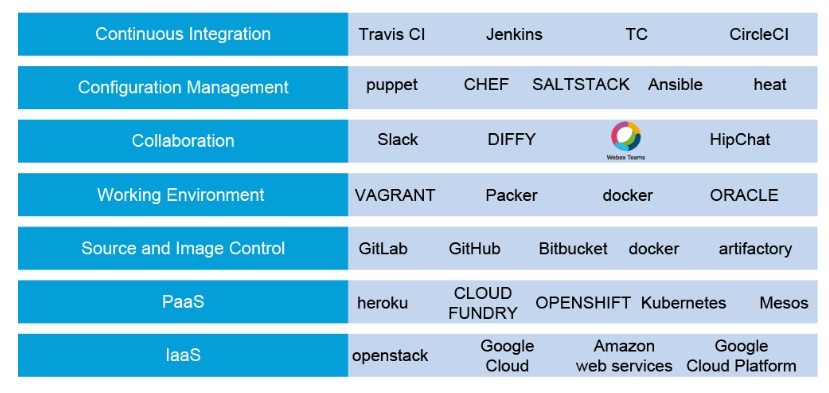 Continuous Integration Travis CI Jenkins TC CircleCI
Configuration Management puppet CHEF SALTSTACK Ansible heat
Collaboration Slack DIFFY Webex Teams HipChat
Working Environment VAGRANT Packer docker ORACLE
Source and Image Control GitLab GitHub Bitbucket docker artifactory
PaaS heroku CLOUD FUNDRY OPENSHIFT Kubernetes Mesos
IaaS openstack Google Cloud Amazon web services Google Cloud Platform